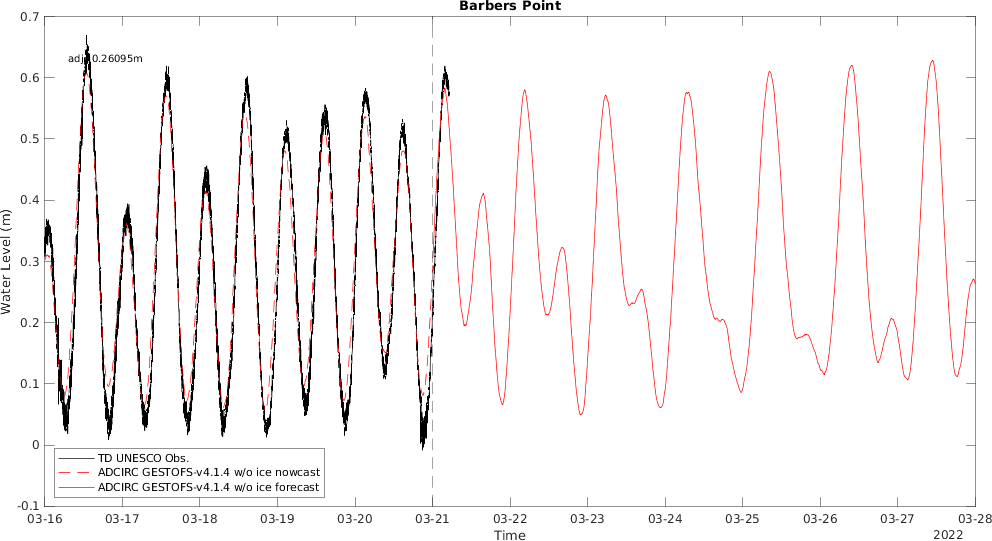 Barbers Point
0.7
0.6
0.5
0.4
0.3
0.2
0.1
0
-0.1
Water Level (m)
adj: 0.26095m
TD UNESCO Obs.
ADCIRC GESTOFS-v4.1.4 w/o ice nowcast
ADCIRC GESTOFS-v4.1.4 w/o ice forecast
03-16 03-17 03-18 03-19 03-20 03-21 03-22 03-23 03-24 03-25 03-26 03-27 03-28
Time
2022